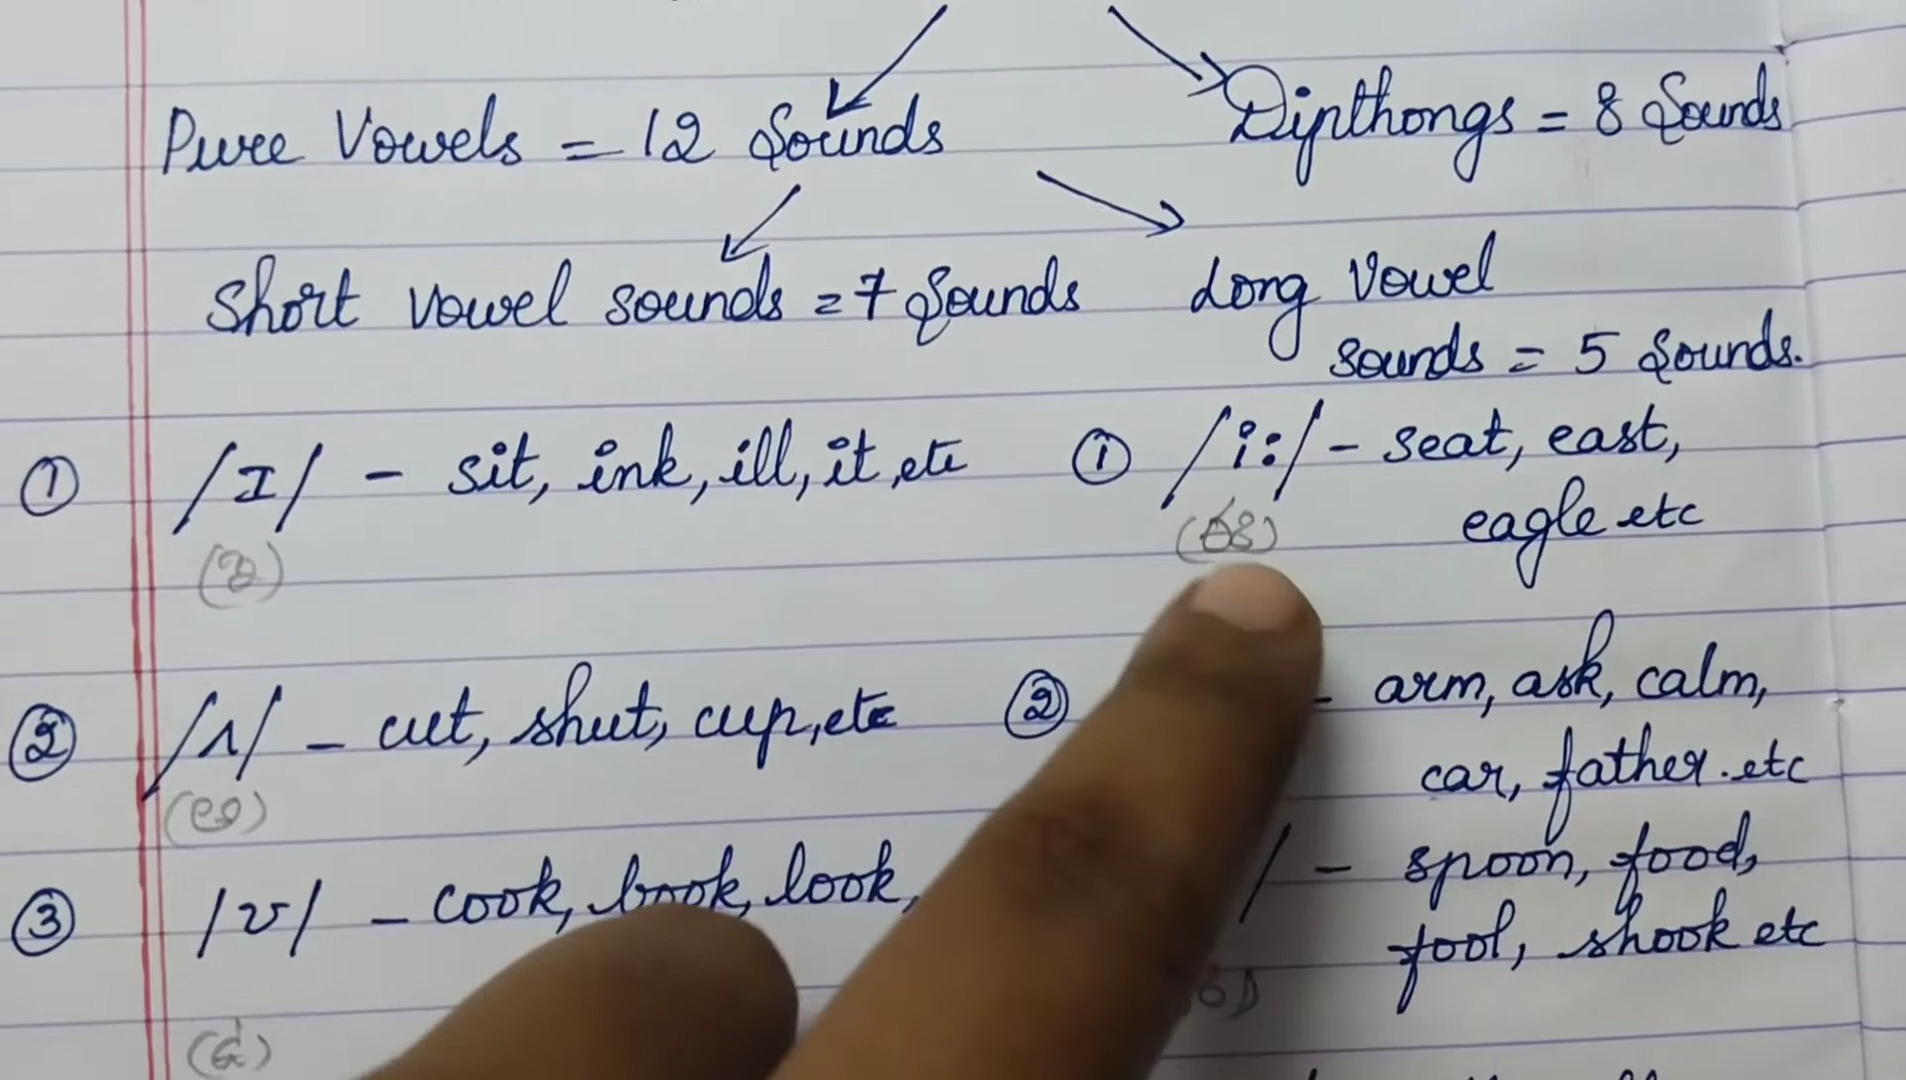 Pure Vowels = 12 Sounds
Dipthongs = 8 Sounds
Short vowel sounds = 7 Sounds
Long vowel
sounds = 5 Sounds.
① /I/ - sit, ink, ill, it, etc
① /i:/ - seat, east,
eagle etc
② /ʌ/ - cut, shut, cup, etc
② - arm, ask, calm,
car, father. etc
③ /ʊ/ - cook, book, look,
/ - spoon, food,
fool, shook etc